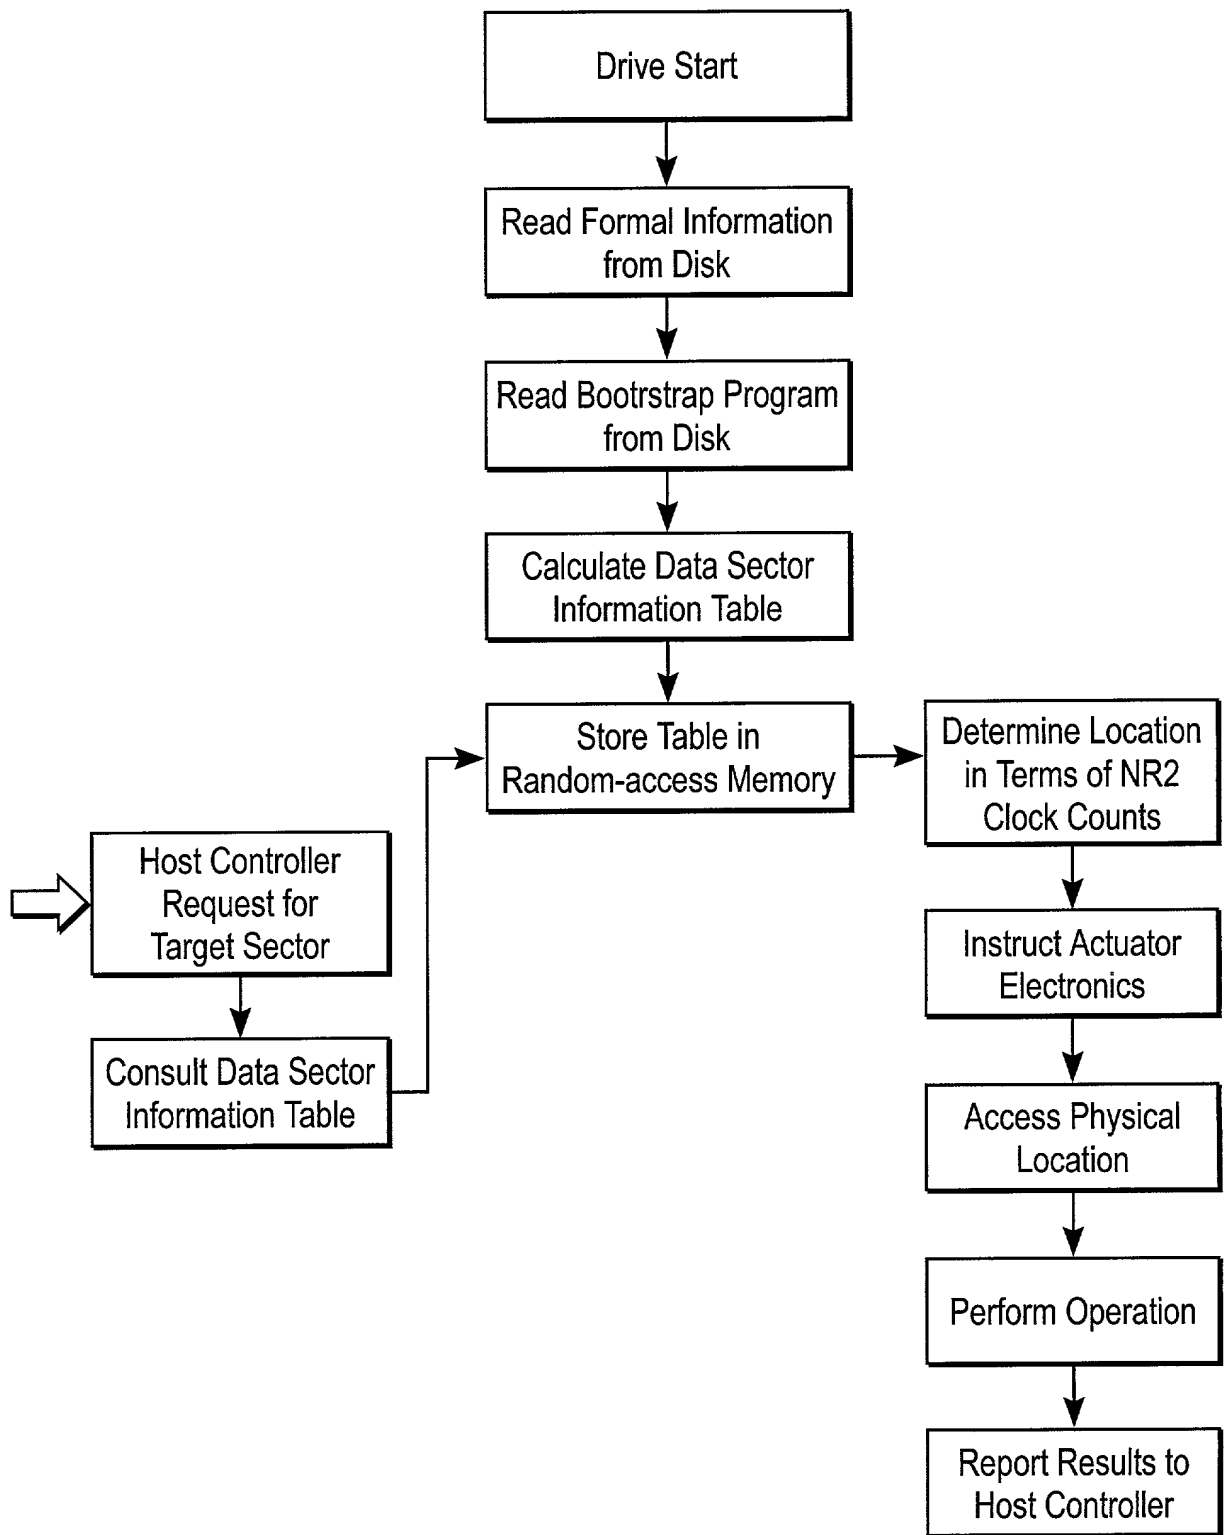 Drive Start
Read Formal Information
from Disk
Read Bootrstrap Program
from Disk
Calculate Data Sector
Information Table
Store Table in
Random-access Memory
Host Controller
Request for
Target Sector
Consult Data Sector
Information Table
Determine Location
in Terms of NR2
Clock Counts
Instruct Actuator
Electronics
Access Physical
Location
Perform Operation
Report Results to
Host Controller